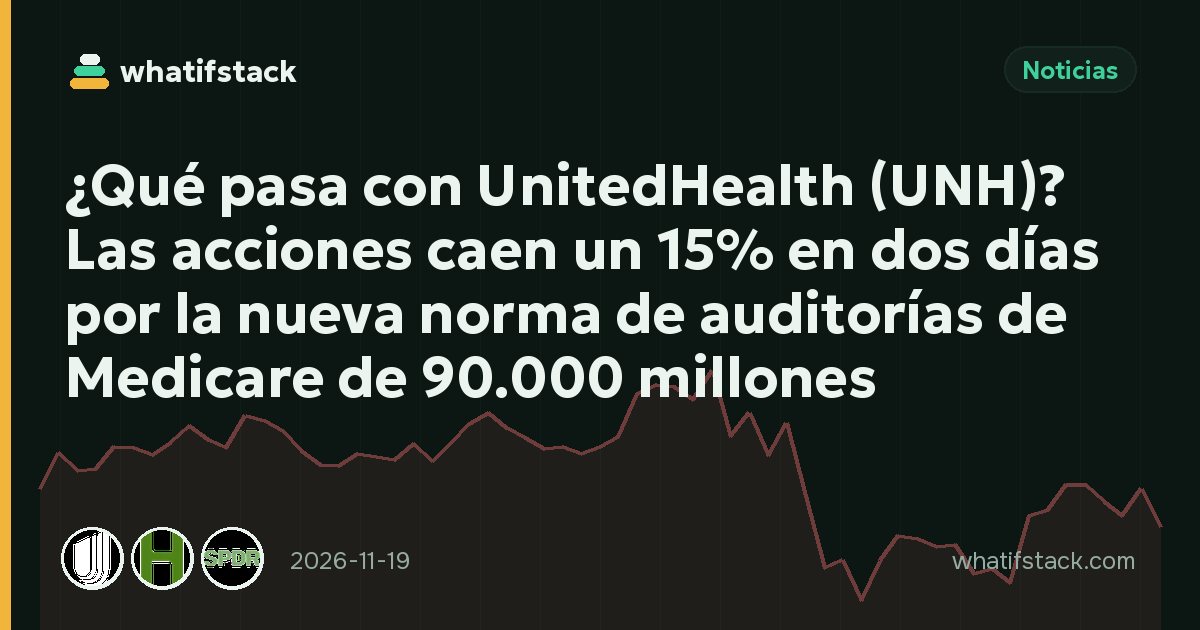 whatifstack
Noticias
¿Qué pasa con UnitedHealth (UNH)?
Las acciones caen un 15% en dos días
por la nueva norma de auditorías de
Medicare de 90.000 millones
H
SPDR
2026-11-19
whatifstack.com